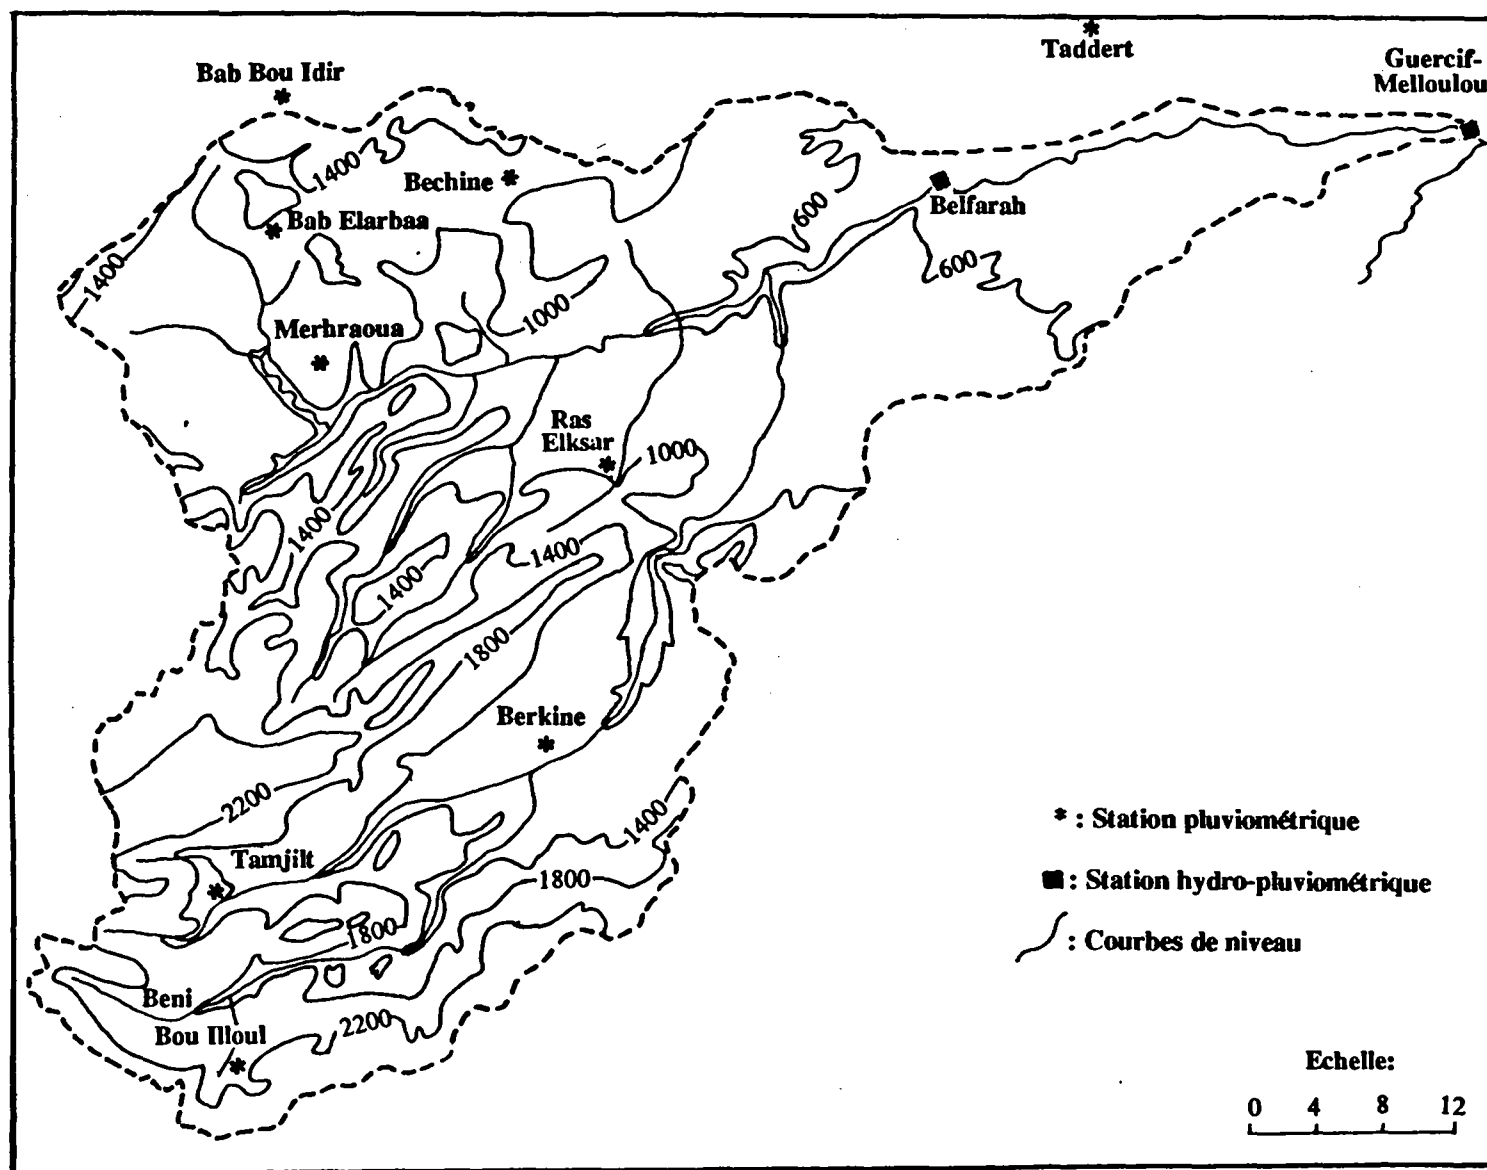 Taddert
Guercif-
Melloulou
Bab Bou Idir
1400
Bechine
Bab Elarbaa
600
Belfarah
1400
600
Merhraoua
1000
Ras
Elksar
1000
1400
1400
1400
1800
Berkine
2200
1400
* : Station pluviométrique
Tamjilt
1800
■ : Station hydro-pluviométrique
1800
: Courbes de niveau
Beni
Bou Illoul
2200
Echelle:
0 4 8 12